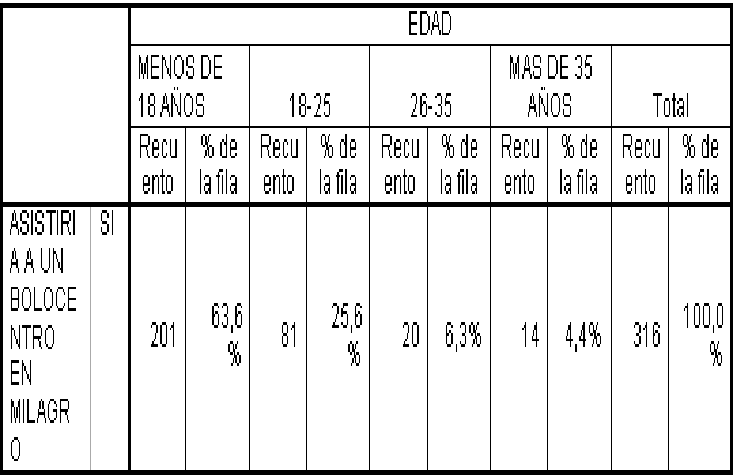 EDAD
MENOS DE
18 AÑOS
18-25
26-35
MAS DE 35
AÑOS
Total
Recu
ento
% de
la fila
Recu
ento
% de
la fila
Recu
ento
% de
la fila
Recu
ento
% de
la fila
Recu
ento
% de
la fila
ASISTIRI
A A UN
BOLOCE
NTRO
EN
MILAGR
O
SI
201
63,6
%
81
25,6
%
20
6,3%
14
4,4%
316
100,0
%